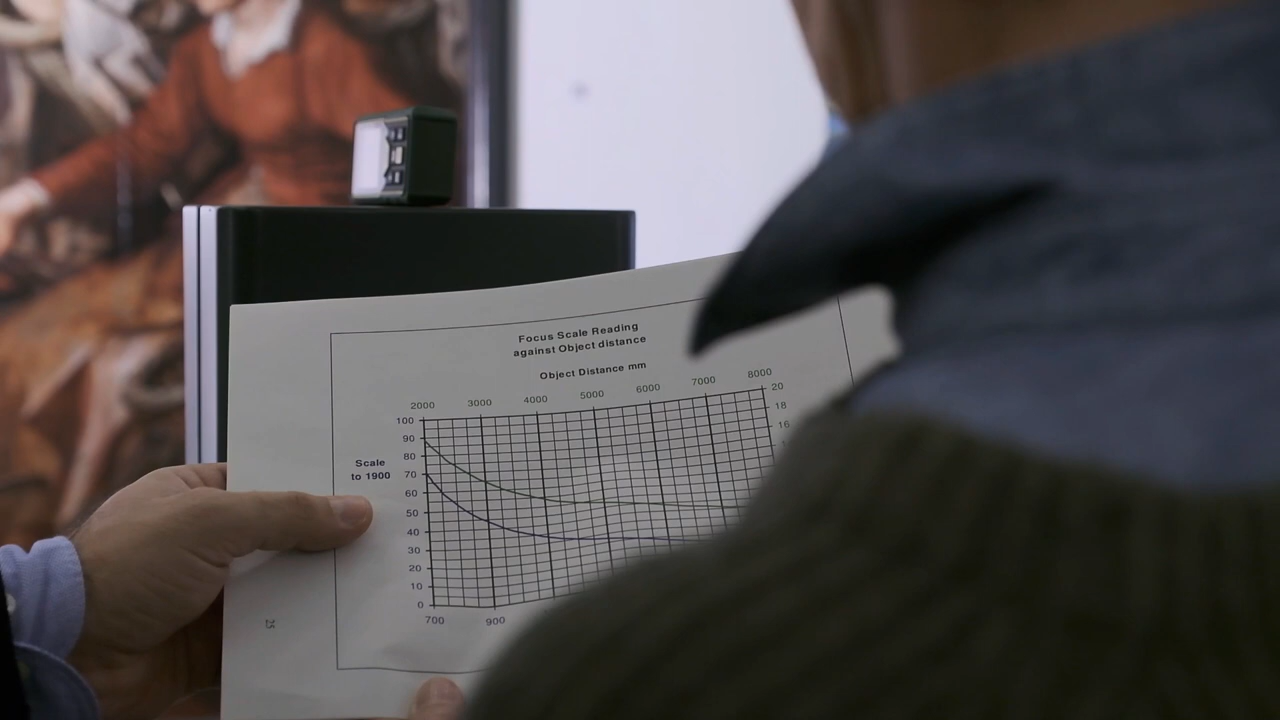 Focus Scale Reading
against Object distance
Object Distance mm
2000 3000 4000 5000 6000 7000 8000
100 20
90 18
80 16
Scale
to 1900
70
60
50
40
30
20
10
0
700 900
23